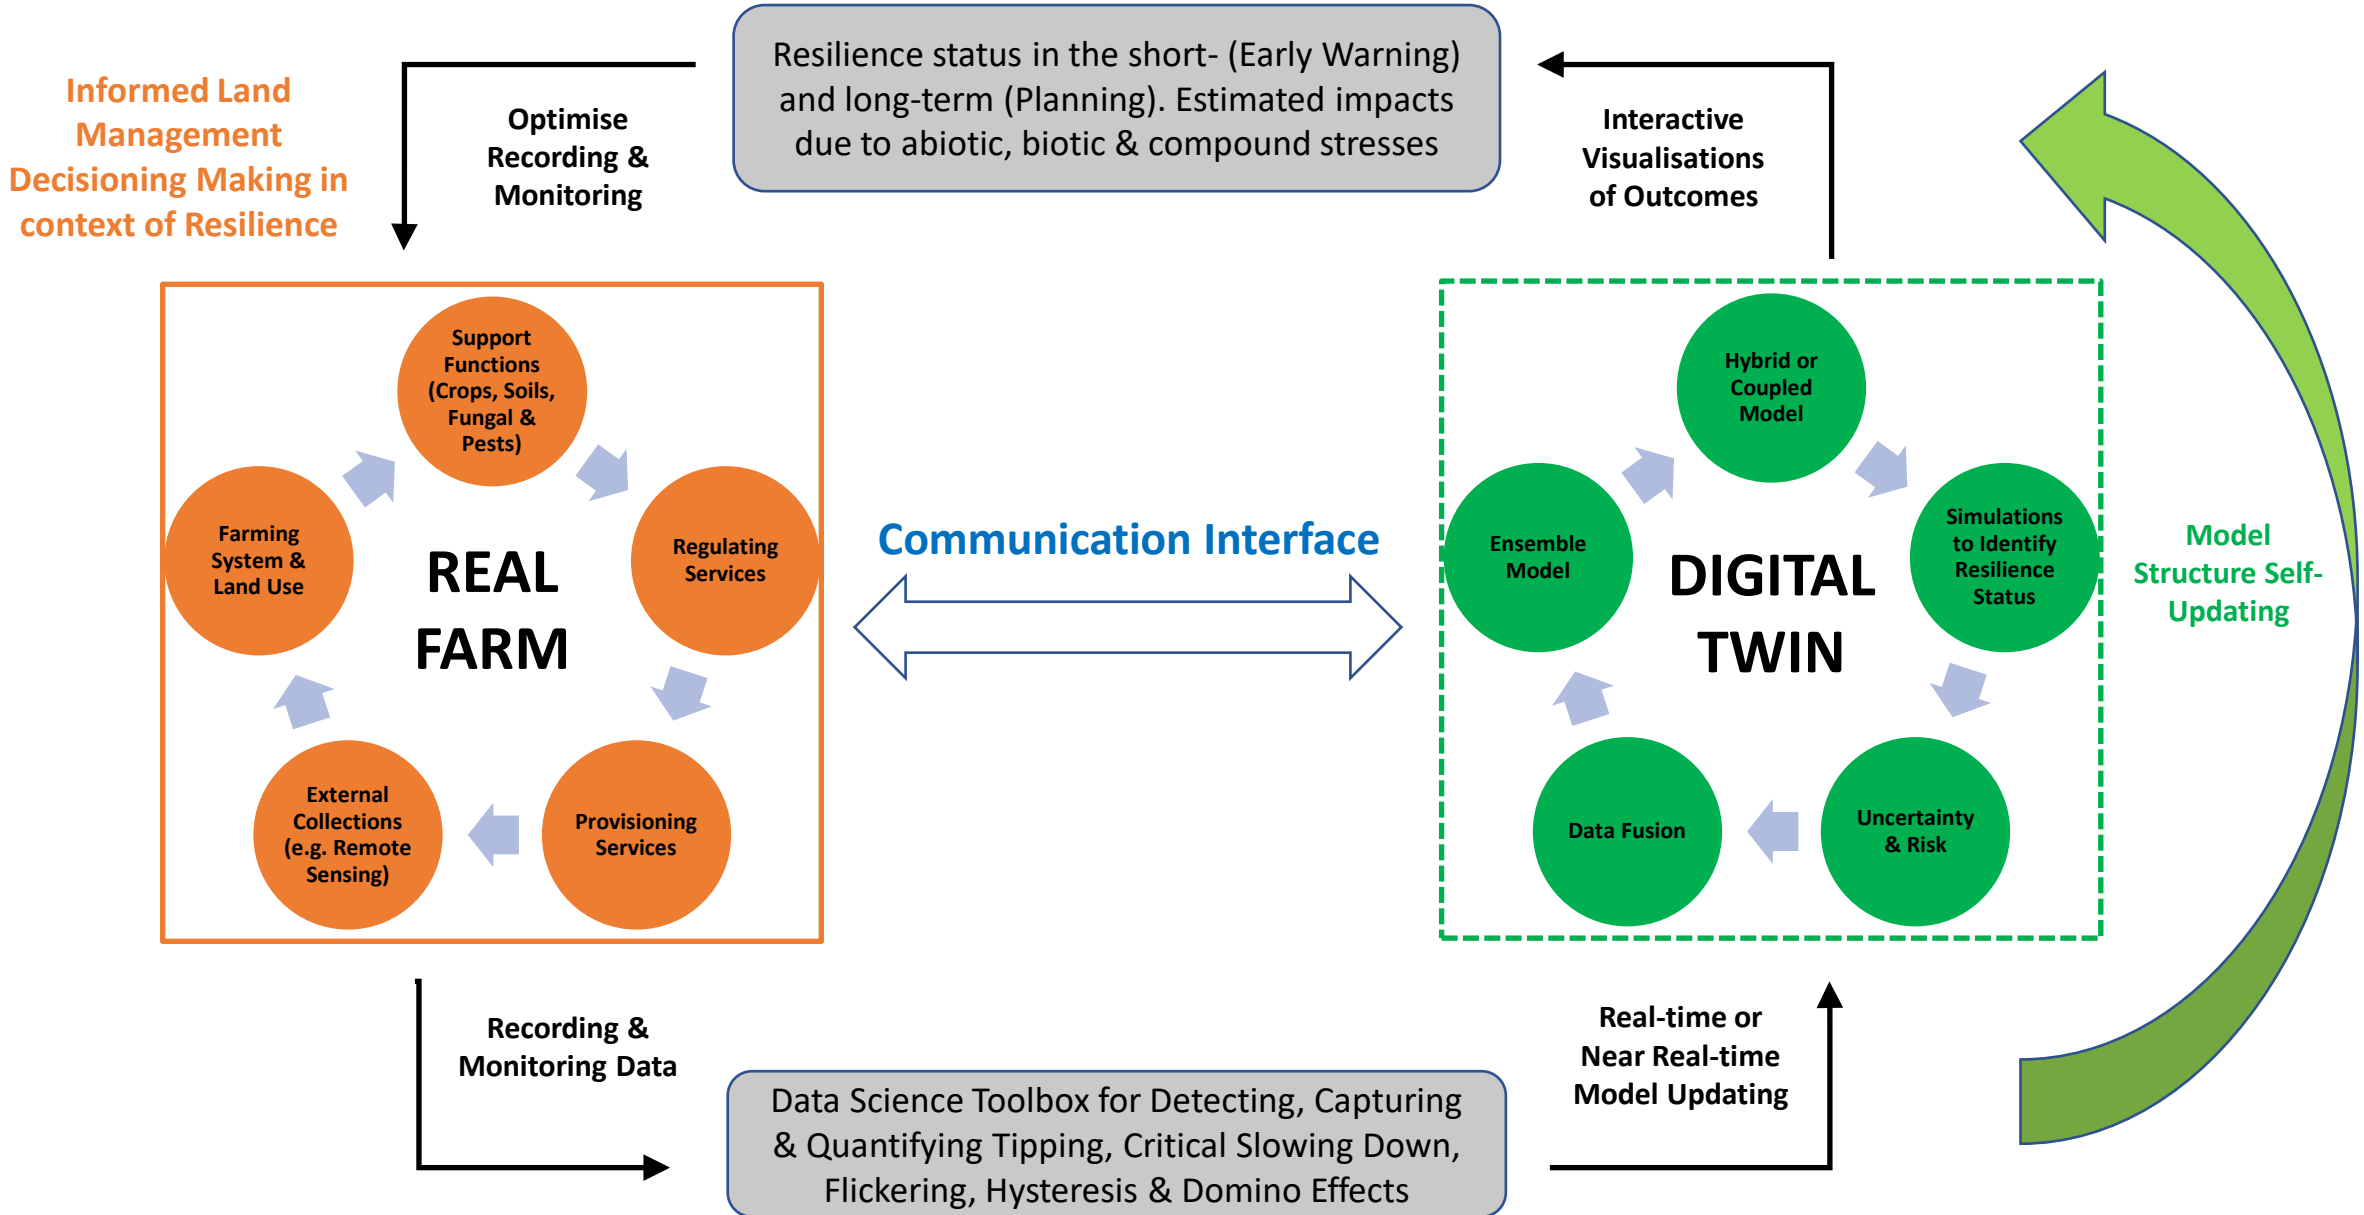 Resilience status in the short- (Early Warning)
and long-term (Planning). Estimated impacts
due to abiotic, biotic & compound stresses
Informed Land
Management
Decisioning Making in
context of Resilience
Optimise
Recording &
Monitoring
Interactive
Visualisations
of Outcomes
Support
Functions
(Crops, Soils,
Fungal &
Pests)
Regulating
Services
Provisioning
Services
External
Collections
(e.g. Remote
Sensing)
Farming
System &
Land Use
REAL
FARM
Communication Interface
Hybrid or
Coupled
Model
Simulations
to Identify
Resilience
Status
Uncertainty
& Risk
Data Fusion
Ensemble
Model
DIGITAL
TWIN
Model
Structure Self-
Updating
Recording &
Monitoring Data
Data Science Toolbox for Detecting, Capturing
& Quantifying Tipping, Critical Slowing Down,
Flickering, Hysteresis & Domino Effects
Real-time or
Near Real-time
Model Updating